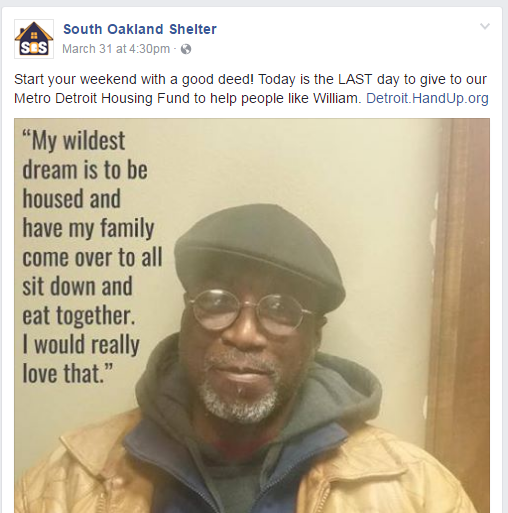 SOS
South Oakland Shelter
March 31 at 4:30pm ·
Start your weekend with a good deed! Today is the LAST day to give to our
Metro Detroit Housing Fund to help people like William. Detroit.HandUp.org
“My wildest
dream is to be
housed and
have my family
come over to all
sit down and
eat together.
I would really
love that.”